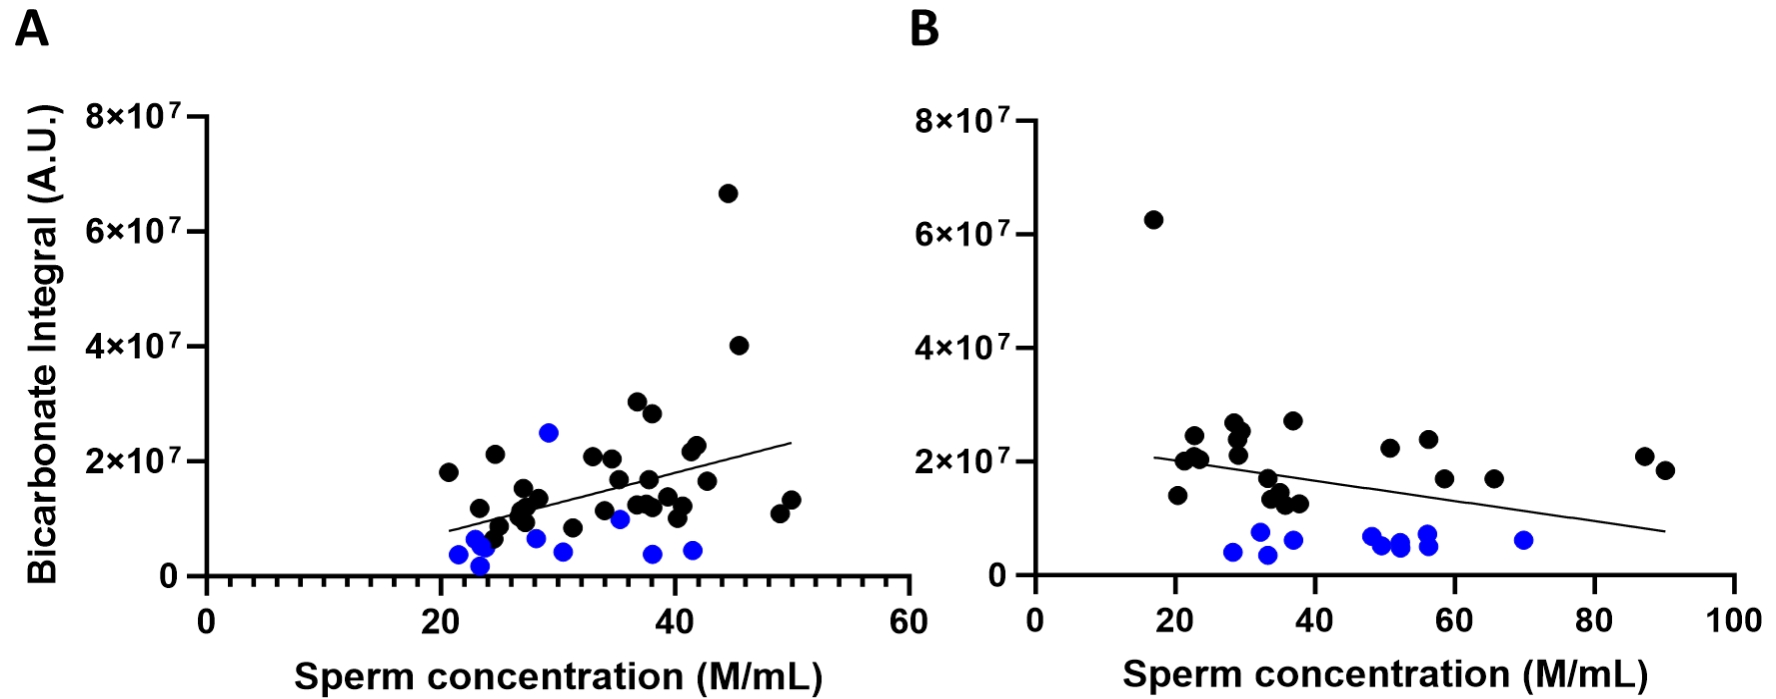 A
B
Bicarbonate Integral (A.U.)
8×10⁷
6×10⁷
4×10⁷
2×10⁷
0
0 20 40 60
Sperm concentration (M/mL)
8×10⁷
6×10⁷
4×10⁷
2×10⁷
0
0 20 40 60 80 100
Sperm concentration (M/mL)